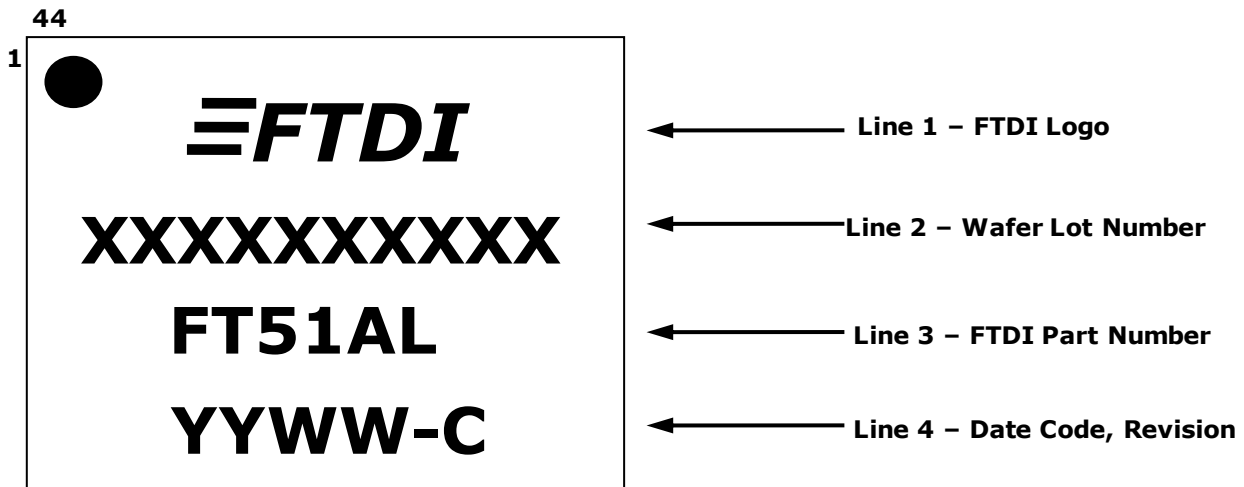 44
1
FTDI
XXXXXXXXXX
FT51AL
YYWW-C
Line 1 – FTDI Logo
Line 2 – Wafer Lot Number
Line 3 – FTDI Part Number
Line 4 – Date Code, Revision